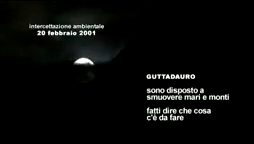 intercettazione ambientale
20 febbraio 2001
GUTTADAURO
sono disposto a
smuovere mari e monti
fatti dire che cosa
c'è da fare